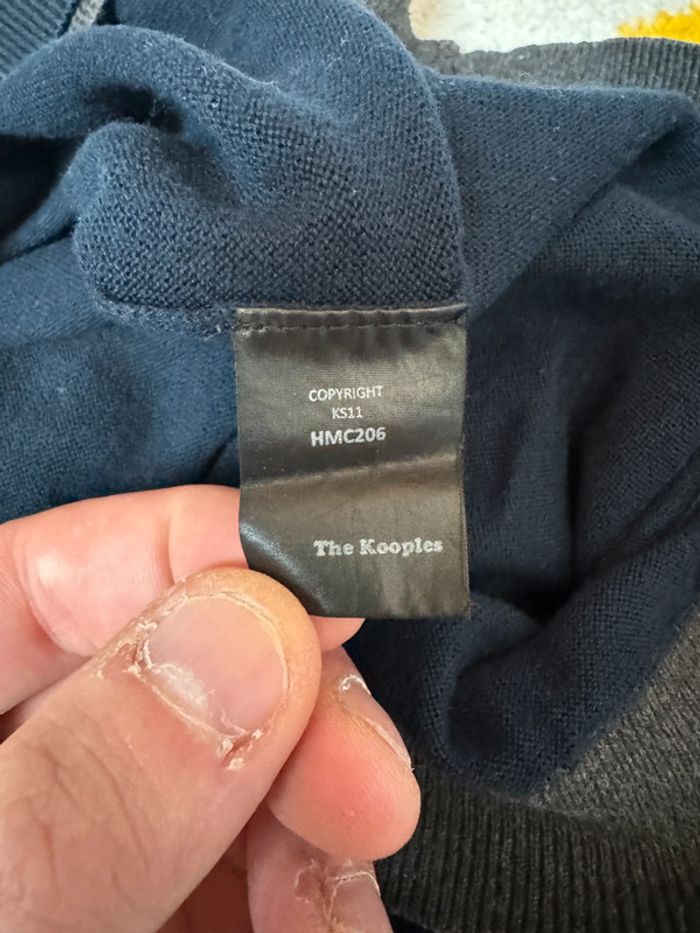 COPYRIGHT
KS11
HMC206
The Kooples